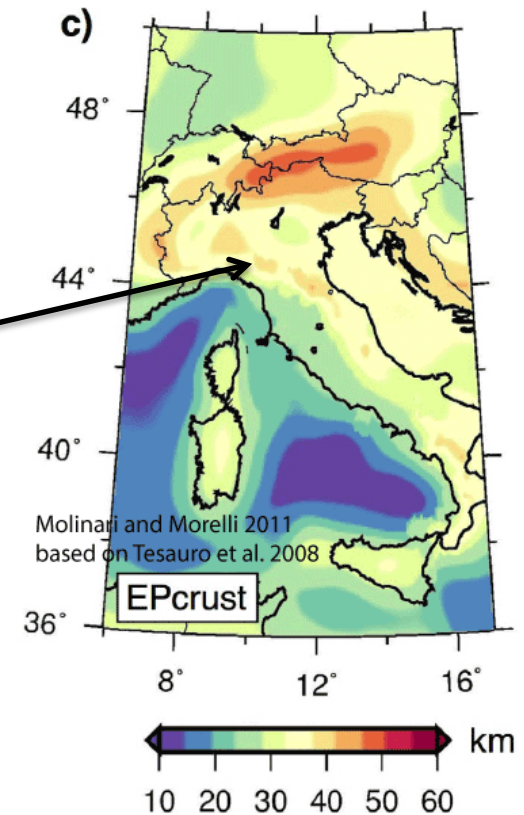 c)
48°
44°
40°
Molinari and Morelli 2011
based on Tesauro et al. 2008
EPcrust
36°
8° 12° 16°
km
10 20 30 40 50 60